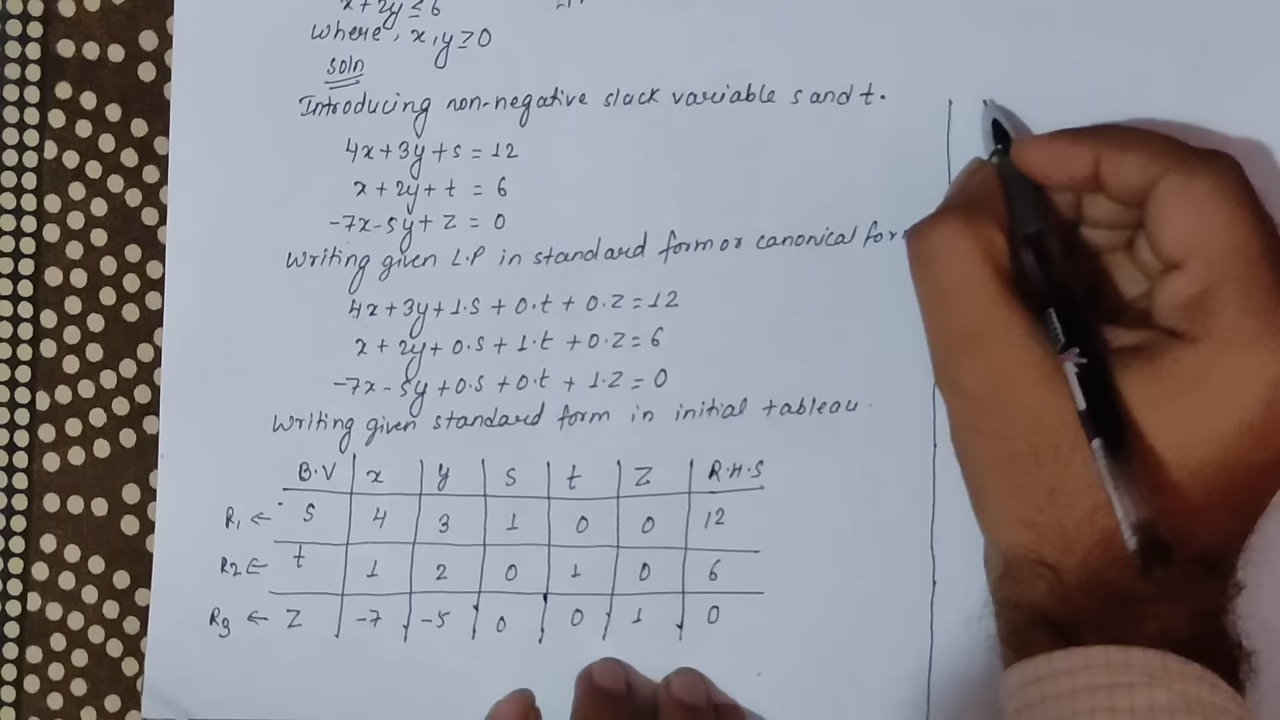 x+2y≤6
where, x,y≥0
Soln
Introducing non-negative slack variable s and t.
4x+3y+s=12
x+2y+t=6
-7x-5y+Z=0
Writing given L.P in standard form or canonical for
4x+3y+1.s+0.t+0.Z=12
x+2y+0.s+1.t+0.Z=6
-7x-5y+0.s+0.t+1.Z=0
Writing given standard form in initial tableau.
B.V x y S t Z R.H.S
R1 ← S 4 3 1 0 0 12
R2 ← t 1 2 0 1 0 6
R3 ← Z -7 -5 0 0 1 0